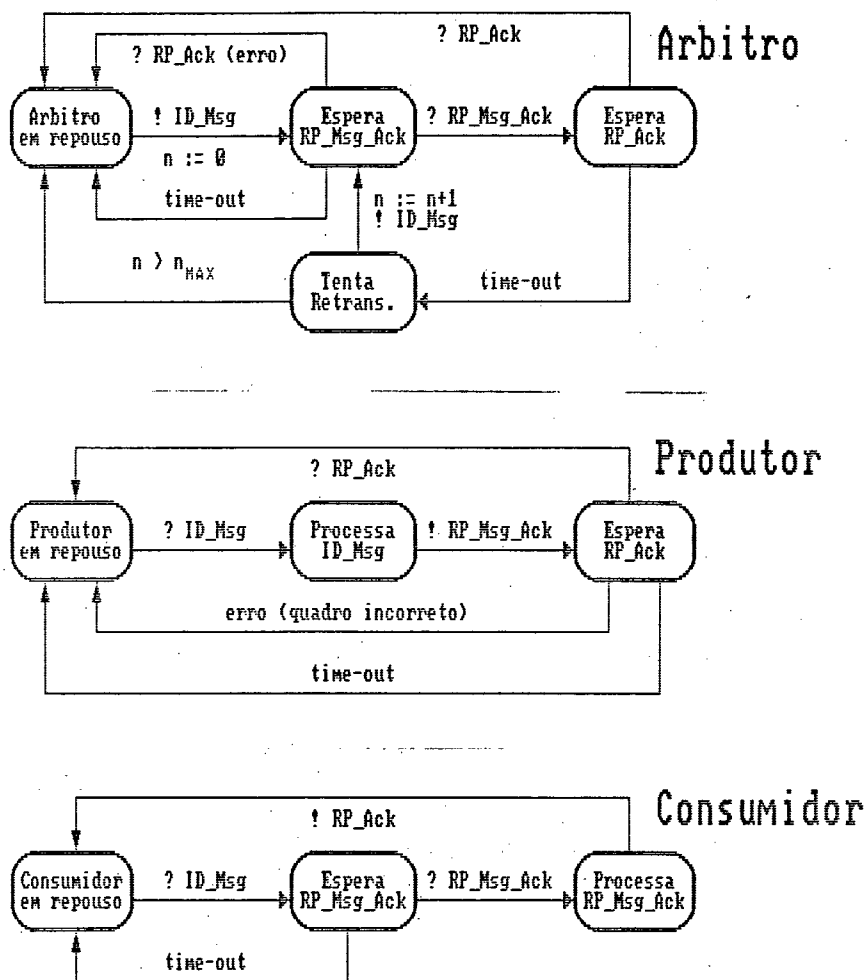 ? RP_Ack
Arbitro
? RP_Ack (erro)
Arbitro
em repouso
! ID_Msg
n := 0
Espera
RP_Msg_Ack
? RP_Msg_Ack
Espera
RP_Ack
time-out
n := n+1
! ID_Msg
n > nMAX
Tenta
Retrans.
time-out
Produtor
? RP_Ack
Produtor
em repouso
? ID_Msg
Processa
ID_Msg
! RP_Msg_Ack
Espera
RP_Ack
erro (quadro incorreto)
time-out
Consumidor
! RP_Ack
Consumidor
em repouso
? ID_Msg
Espera
RP_Msg_Ack
? RP_Msg_Ack
Processa
RP_Msg_Ack
time-out